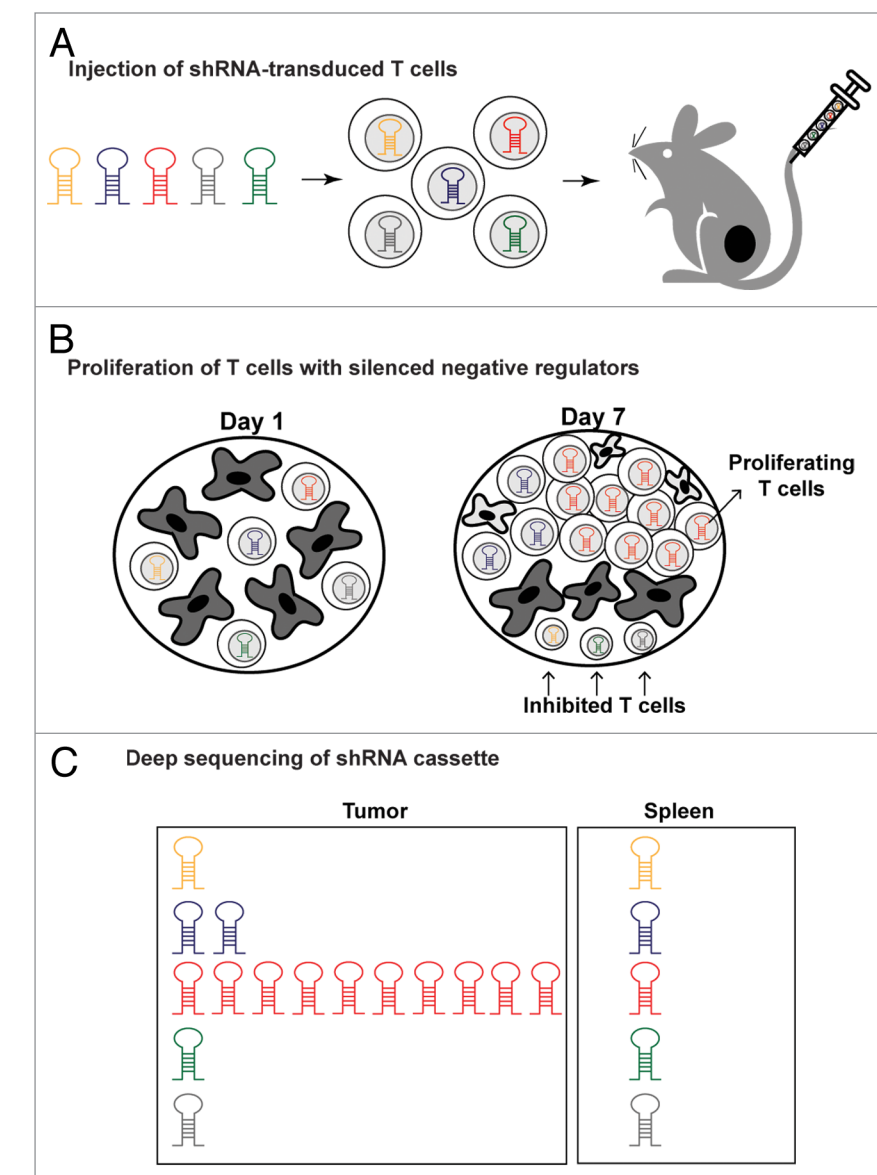 A
Injection of shRNA-transduced T cells
B
Proliferation of T cells with silenced negative regulators
Day 1
Day 7
Proliferating
T cells
Inhibited T cells
C
Deep sequencing of shRNA cassette
Tumor
Spleen